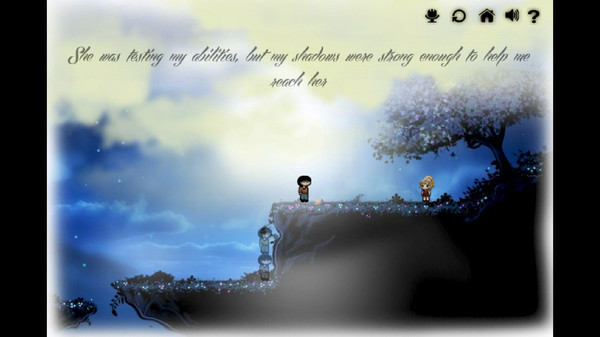 She was testing my abilities, but my shadows were strong enough to help me
reach her
?